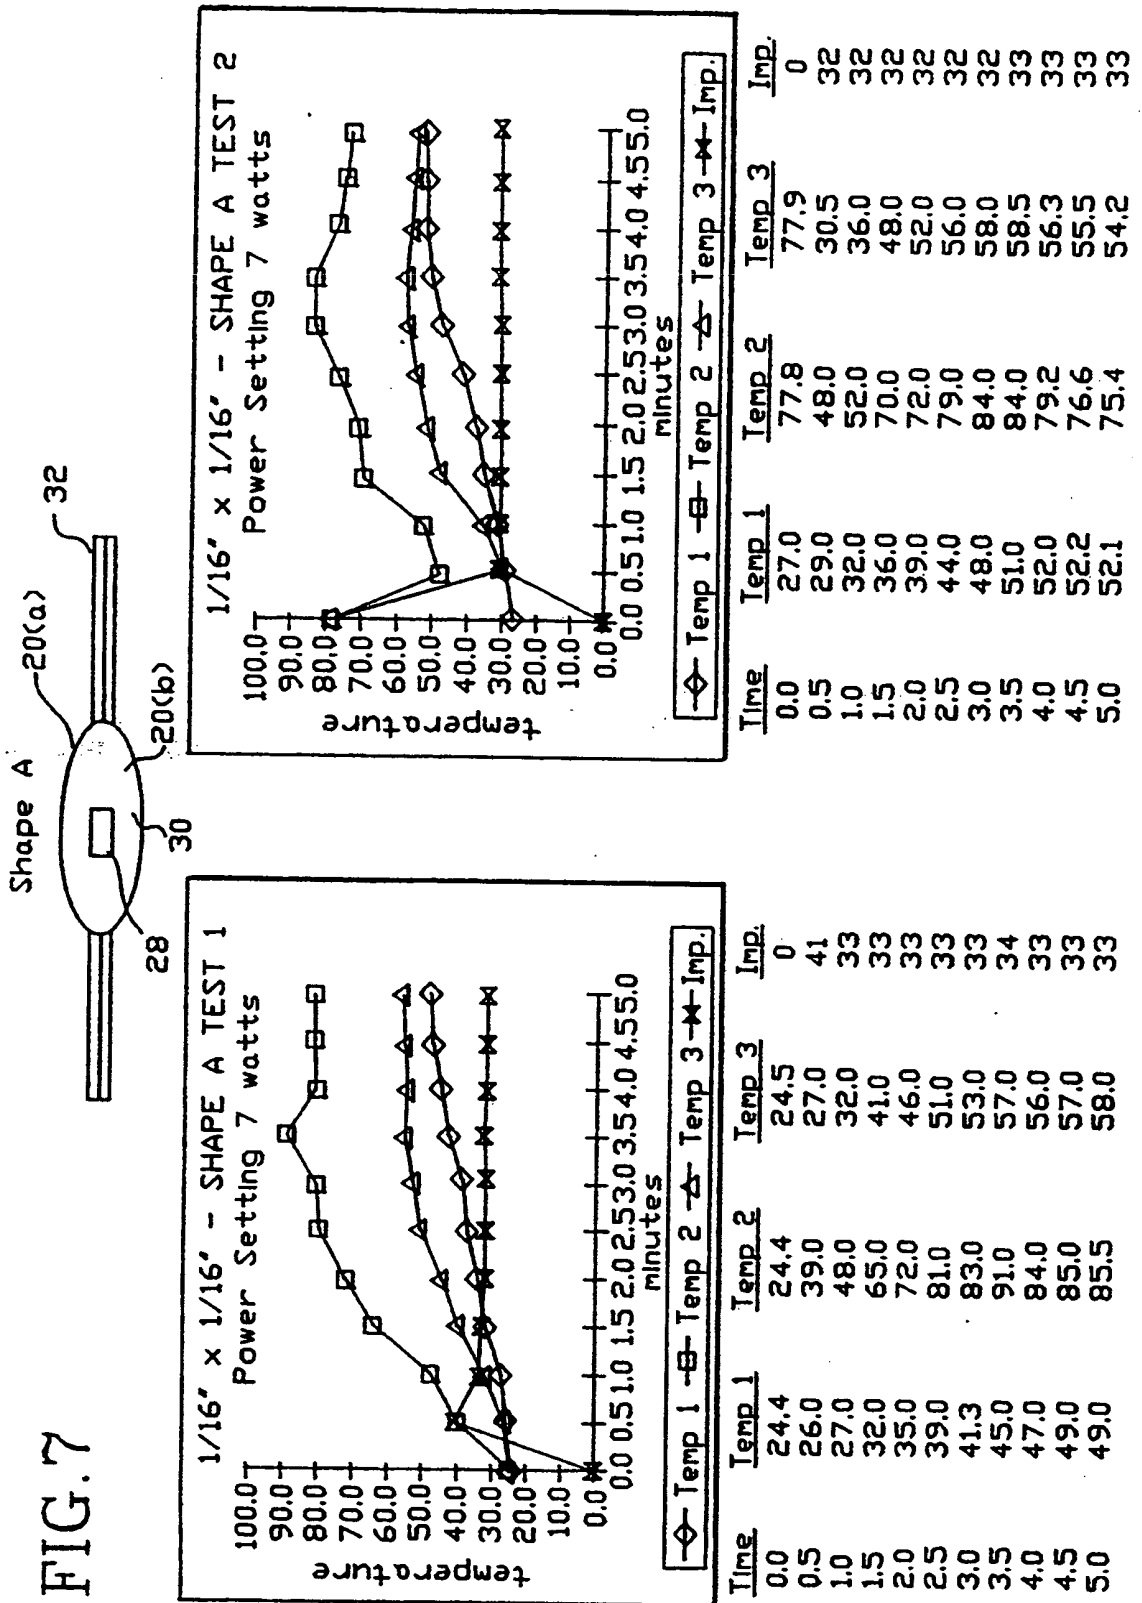 FIG.7
Shape A
20(a)
32
20(b)
30
28
1/16" x 1/16" - SHAPE A TEST 1
Power Setting 7 watts
temperature
100.0
90.0
80.0
70.0
60.0
50.0
40.0
30.0
20.0
10.0
0.0
0.0 0.5 1.0 1.5 2.0 2.5 3.0 3.5 4.0 4.5 5.0
minutes
Temp 1 Temp 2 Temp 3 Imp.
Time Temp 1 Temp 2 Temp 3 Imp.
0.0 24.4 24.4 24.5 0
0.5 26.0 39.0 27.0 41
1.0 27.0 48.0 32.0 33
1.5 32.0 65.0 41.0 33
2.0 35.0 72.0 46.0 33
2.5 39.0 81.0 51.0 33
3.0 41.3 83.0 53.0 33
3.5 45.0 91.0 57.0 34
4.0 47.0 84.0 56.0 33
4.5 49.0 85.0 57.0 33
5.0 49.0 85.5 58.0 33
1/16" x 1/16" - SHAPE A TEST 2
Power Setting 7 watts
temperature
100.0
90.0
80.0
70.0
60.0
50.0
40.0
30.0
20.0
10.0
0.0
0.0 0.5 1.0 1.5 2.0 2.5 3.0 3.5 4.0 4.5 5.0
minutes
Temp 1 Temp 2 Temp 3 Imp.
Time Temp 1 Temp 2 Temp 3 Imp.
0.0 27.0 77.8 77.9 0
0.5 29.0 48.0 30.5 32
1.0 32.0 52.0 36.0 32
1.5 36.0 70.0 48.0 32
2.0 39.0 72.0 52.0 32
2.5 44.0 79.0 56.0 32
3.0 48.0 84.0 58.0 32
3.5 51.0 84.0 58.5 33
4.0 52.0 79.2 56.3 33
4.5 52.2 76.6 55.5 33
5.0 52.1 75.4 54.2 33